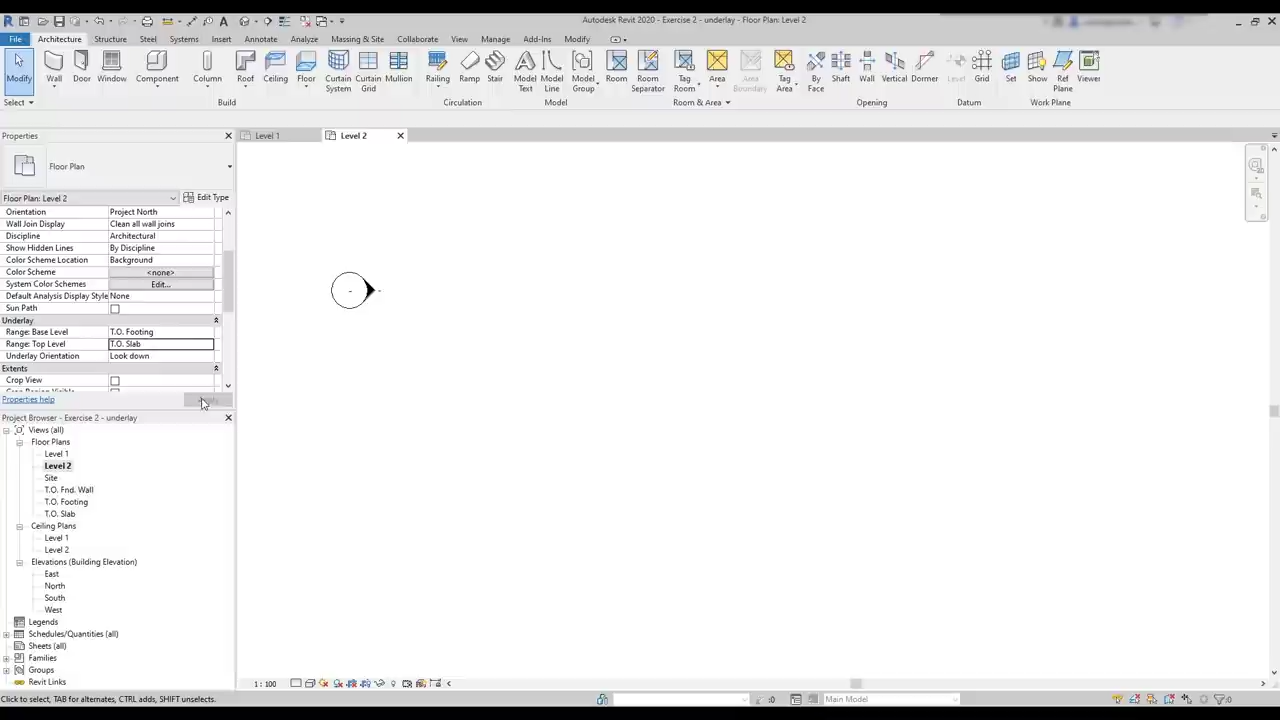 Autodesk Revit 2020 - Exercise 2 - underlay - Floor Plan: Level 2
File Architecture Structure Steel Systems Insert Annotate Analyze Massing & Site Collaborate View Manage Add-Ins Modify
Modify Wall Door Window Component Column Roof Ceiling Floor Curtain System Curtain Grid Mullion Railing Ramp Stair Model Text Model Line Model Group Room Room Separator Tag Room Area Area Boundary Tag Area By Face Shaft Wall Vertical Dormer Level Grid Set Show Ref Plane Viewer
Select Build Circulation Model Room & Area Opening Datum Work Plane
Properties
Level 1
Level 2
Floor Plan
Floor Plan: Level 2
Edit Type
Orientation Project North
Wall Join Display Clean all wall joins
Discipline Architectural
Show Hidden Lines By Discipline
Color Scheme Location Background
Color Scheme <none>
System Color Schemes Edit...
Default Analysis Display Style None
Sun Path
Underlay
Range: Base Level T.O. Footing
Range: Top Level T.O. Slab
Underlay Orientation Look down
Extents
Crop View
Properties help
Project Browser - Exercise 2 - underlay
Views (all)
Floor Plans
Level 1
Level 2
Site
T.O. Fnd. Wall
T.O. Footing
T.O. Slab
Ceiling Plans
Level 1
Level 2
Elevations (Building Elevation)
East
North
South
West
Legends
Schedules/Quantities (all)
Sheets (all)
Families
Groups
Revit Links
1 : 100
Click to select, TAB for alternates, CTRL adds, SHIFT unselects.
:0
Main Model
:0